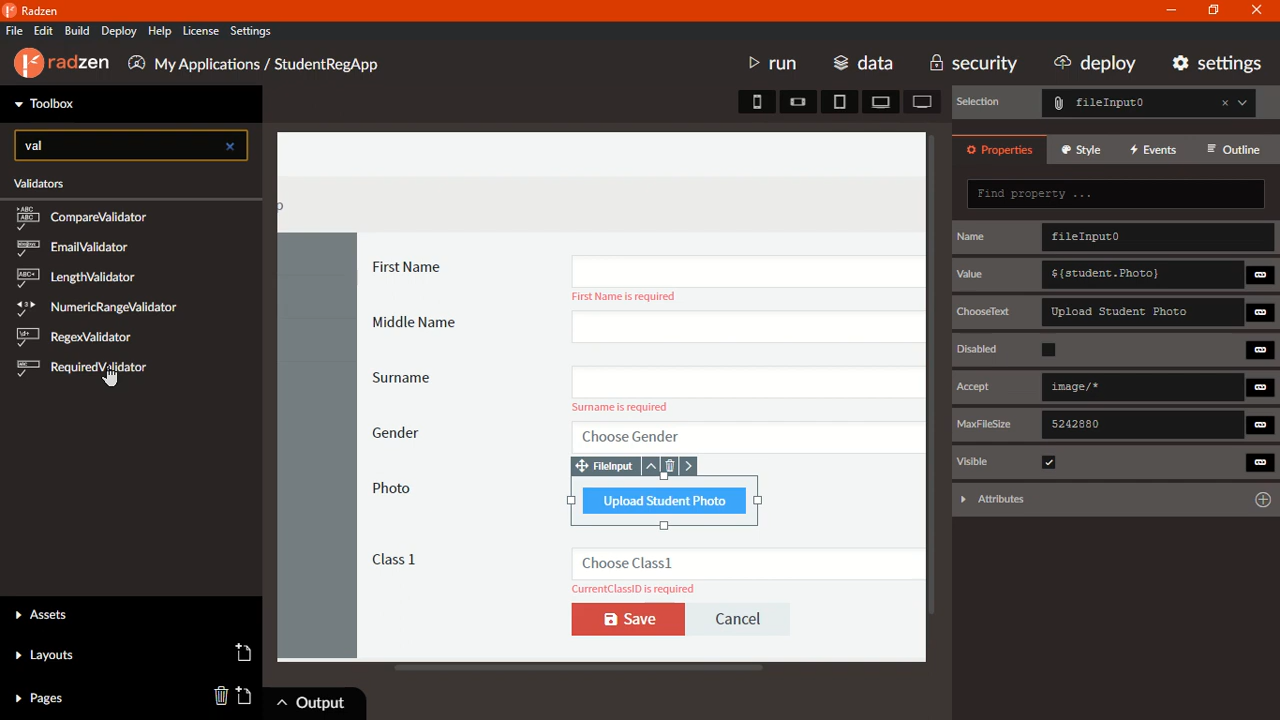 Radzen
File Edit Build Deploy Help License Settings
radzen My Applications / StudentRegApp run data security deploy settings
Toolbox
val
Validators
CompareValidator
EmailValidator
LengthValidator
NumericRangeValidator
RegexValidator
RequiredValidator
Assets
Layouts
Pages
First Name
First Name is required
Middle Name
Surname
Surname is required
Gender
Choose Gender
FileInput
Photo
Upload Student Photo
Class 1
Choose Class1
CurrentClassID is required
Save Cancel
Output
Selection fileInput0
Properties Style Events Outline
Find property ...
Name fileInput0
Value ${student.Photo}
ChooseText Upload Student Photo
Disabled
Accept image/*
MaxFileSize 5242880
Visible
Attributes